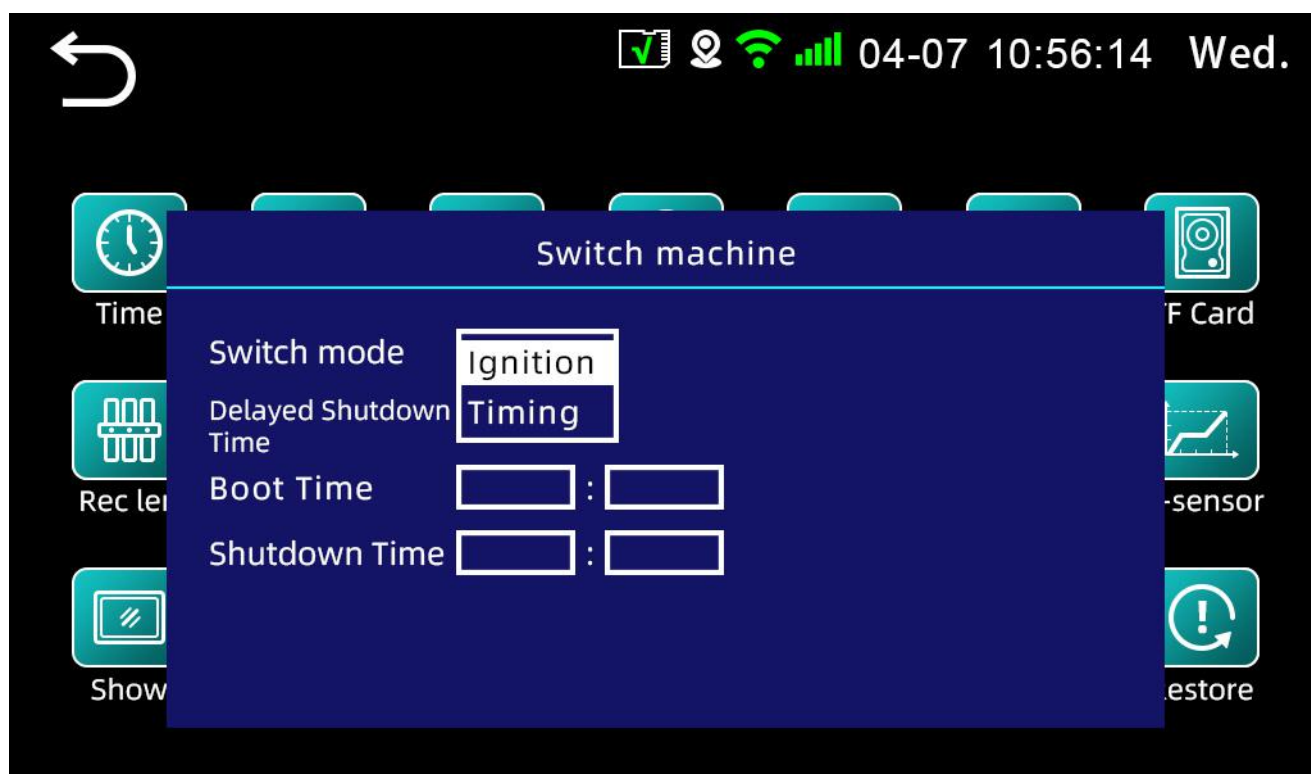 04-07 10:56:14 Wed.
Switch machine
Time
F Card
Switch mode
Ignition
Delayed Shutdown
Time
Timing
Rec ler
Boot Time
:
-sensor
Shutdown Time
:
Show
estore